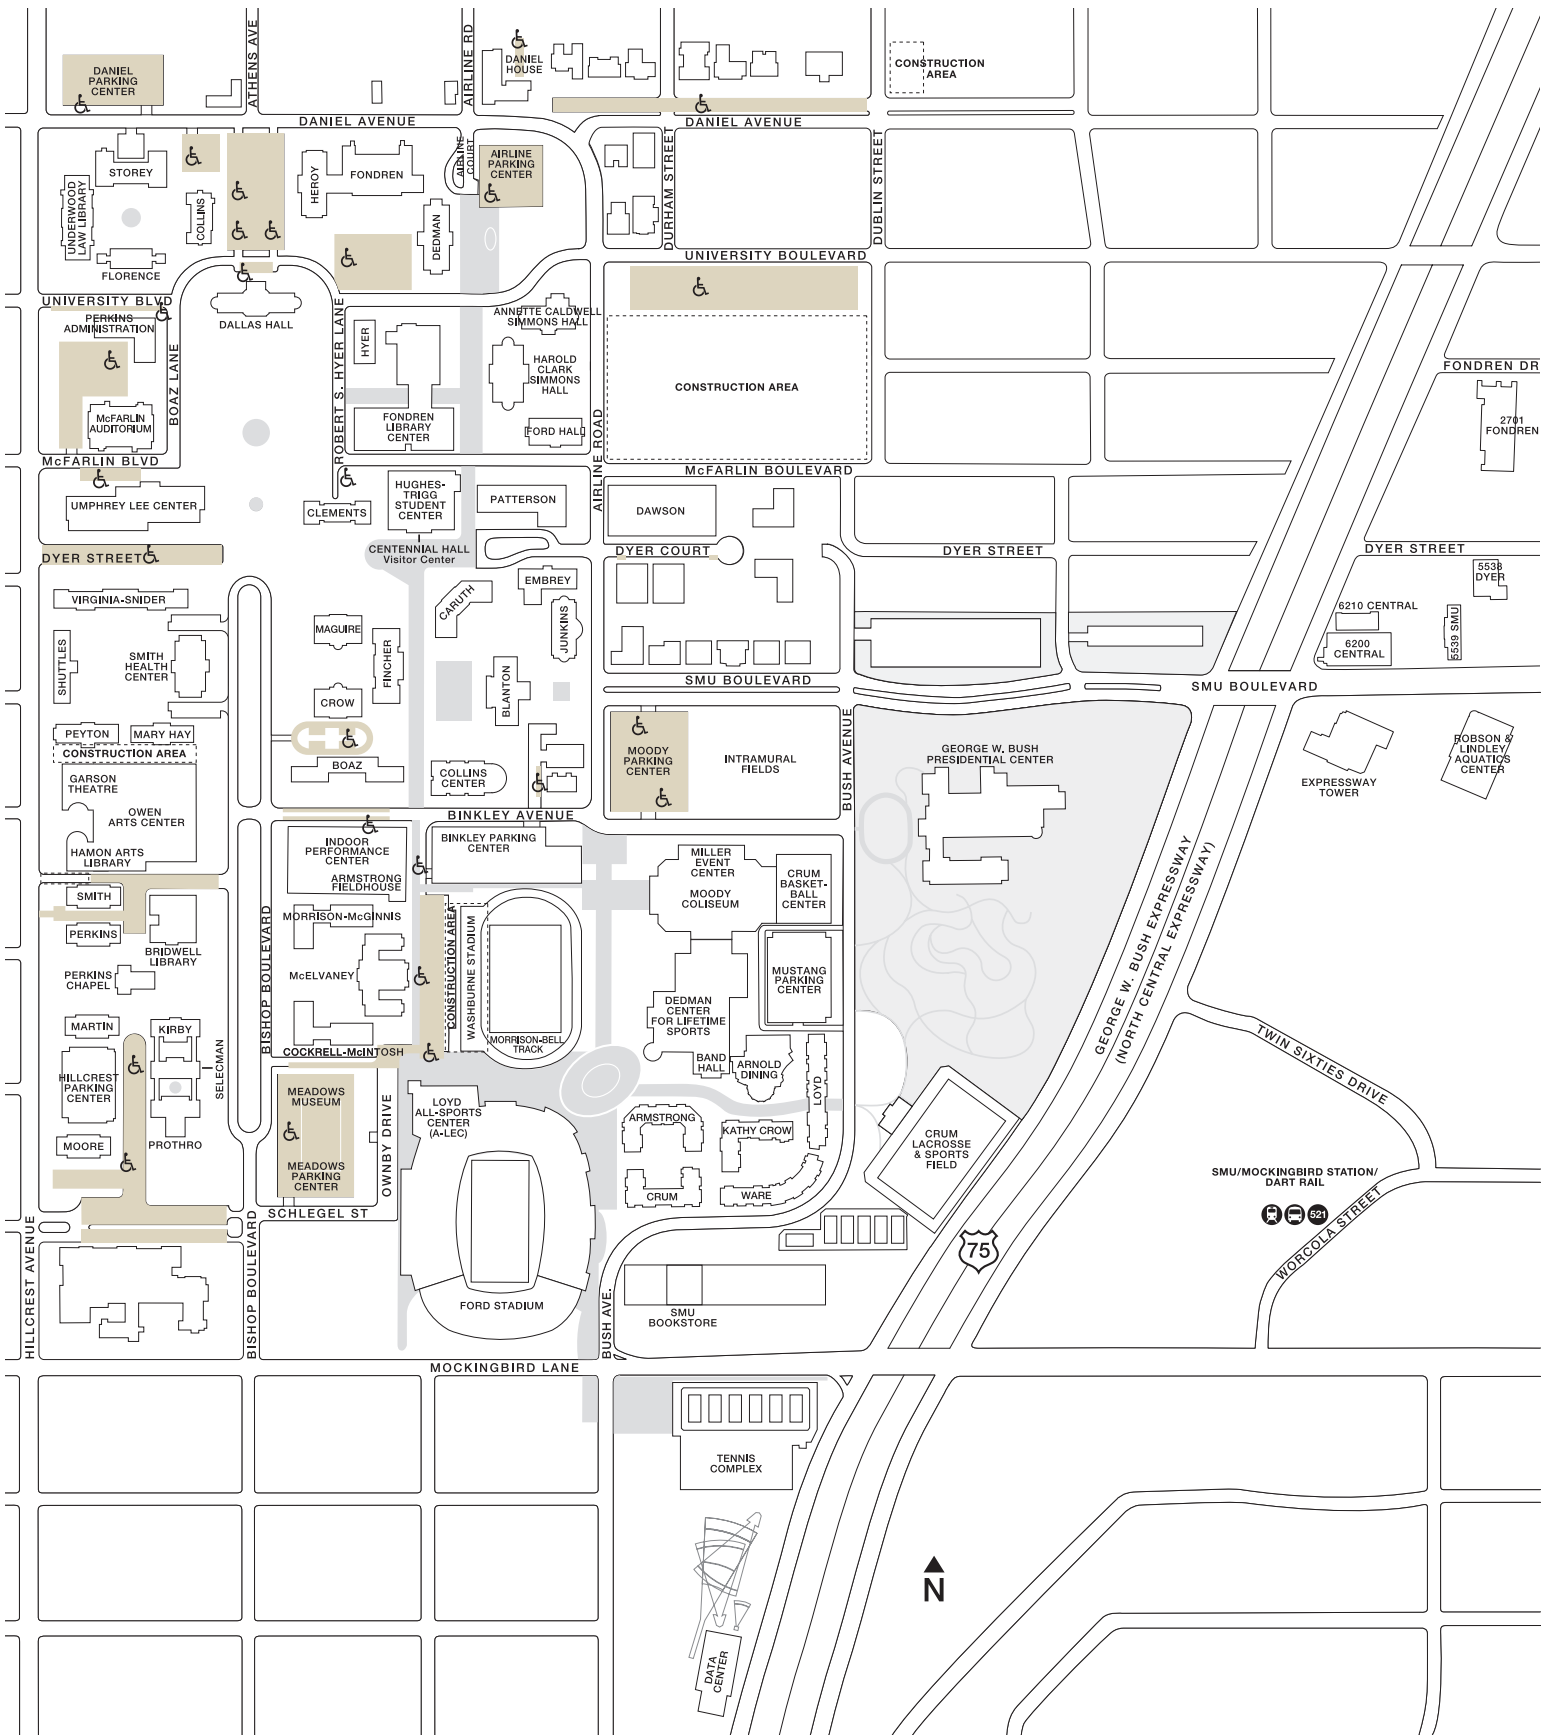 ATHENS AVE
AIRLINE RD
DANIEL
PARKING
CENTER
DANIEL
HOUSE
CONSTRUCTION
AREA
DANIEL AVENUE
DANIEL AVENUE
STOREY
UNDERWOOD
LAW LIBRARY
COLLINS
HEROY
FONDREN
AIRLINE
COURT
AIRLINE
PARKING
CENTER
DEDMAN
DURHAM STREET
DUBLIN STREET
FLORENCE
UNIVERSITY BOULEVARD
UNIVERSITY BLVD
PERKINS
ADMINISTRATION
DALLAS HALL
BOAZ LANE
ROBERT S. HYER LANE
HYER
ANNETTE CALDWELL
SIMMONS HALL
HAROLD
CLARK
SIMMONS
HALL
CONSTRUCTION AREA
FONDREN DR
McFARLIN
AUDITORIUM
FONDREN
LIBRARY
CENTER
FORD HALL
AIRLINE ROAD
2701
FONDREN
McFARLIN BLVD
McFARLIN BOULEVARD
UMPHREY LEE CENTER
CLEMENTS
HUGHES-
TRIGG
STUDENT
CENTER
PATTERSON
DAWSON
DYER STREET
CENTENNIAL HALL
Visitor Center
DYER COURT
DYER STREET
DYER STREET
VIRGINIA-SNIDER
CARUTH
EMBREY
JUNKINS
5538
DYER
6210 CENTRAL
6200
CENTRAL
5539 SMU
SHUTTLES
SMITH
HEALTH
CENTER
MAGUIRE
FINCHER
CROW
BLANTON
SMU BOULEVARD
SMU BOULEVARD
PEYTON
MARY HAY
CONSTRUCTION AREA
GARSON
THEATRE
OWEN
ARTS CENTER
HAMON ARTS
LIBRARY
BOAZ
COLLINS
CENTER
MOODY
PARKING
CENTER
INTRAMURAL
FIELDS
BUSH AVENUE
GEORGE W. BUSH
PRESIDENTIAL CENTER
EXPRESSWAY
TOWER
ROBSON &
LINDLEY
AQUATICS
CENTER
BINKLEY AVENUE
INDOOR
PERFORMANCE
CENTER
ARMSTRONG
FIELDHOUSE
BINKLEY PARKING
CENTER
MILLER
EVENT
CENTER
MOODY
COLISEUM
CRUM
BASKET-
BALL
CENTER
GEORGE W. BUSH EXPRESSWAY
(NORTH CENTRAL EXPRESSWAY)
SMITH
PERKINS
BRIDWELL
LIBRARY
PERKINS
CHAPEL
BISHOP BOULEVARD
MORRISON-McGINNIS
McELVANEY
CONSTRUCTION AREA
WASHBURNE STADIUM
MORRISON-BELL
TRACK
COCKRELL-McINTOSH
DEDMAN
CENTER
FOR LIFETIME
SPORTS
MUSTANG
PARKING
CENTER
MARTIN
KIRBY
SELECMAN
HILLCREST
PARKING
CENTER
MOORE
PROTHRO
MEADOWS
MUSEUM
MEADOWS
PARKING
CENTER
OWNBY DRIVE
LOYD
ALL-SPORTS
CENTER
(A-LEC)
BAND
HALL
ARNOLD
DINING
LOYD
ARMSTRONG
KATHY CROW
CRUM
WARE
CRUM
LACROSSE
& SPORTS
FIELD
TWIN SIXTIES DRIVE
SMU/MOCKINGBIRD STATION/
DART RAIL
521
WORCOLA STREET
SCHLEGEL ST
HILLCREST AVENUE
BISHOP BOULEVARD
FORD STADIUM
BUSH AVE.
SMU
BOOKSTORE
75
MOCKINGBIRD LANE
TENNIS
COMPLEX
DATA
CENTER
N